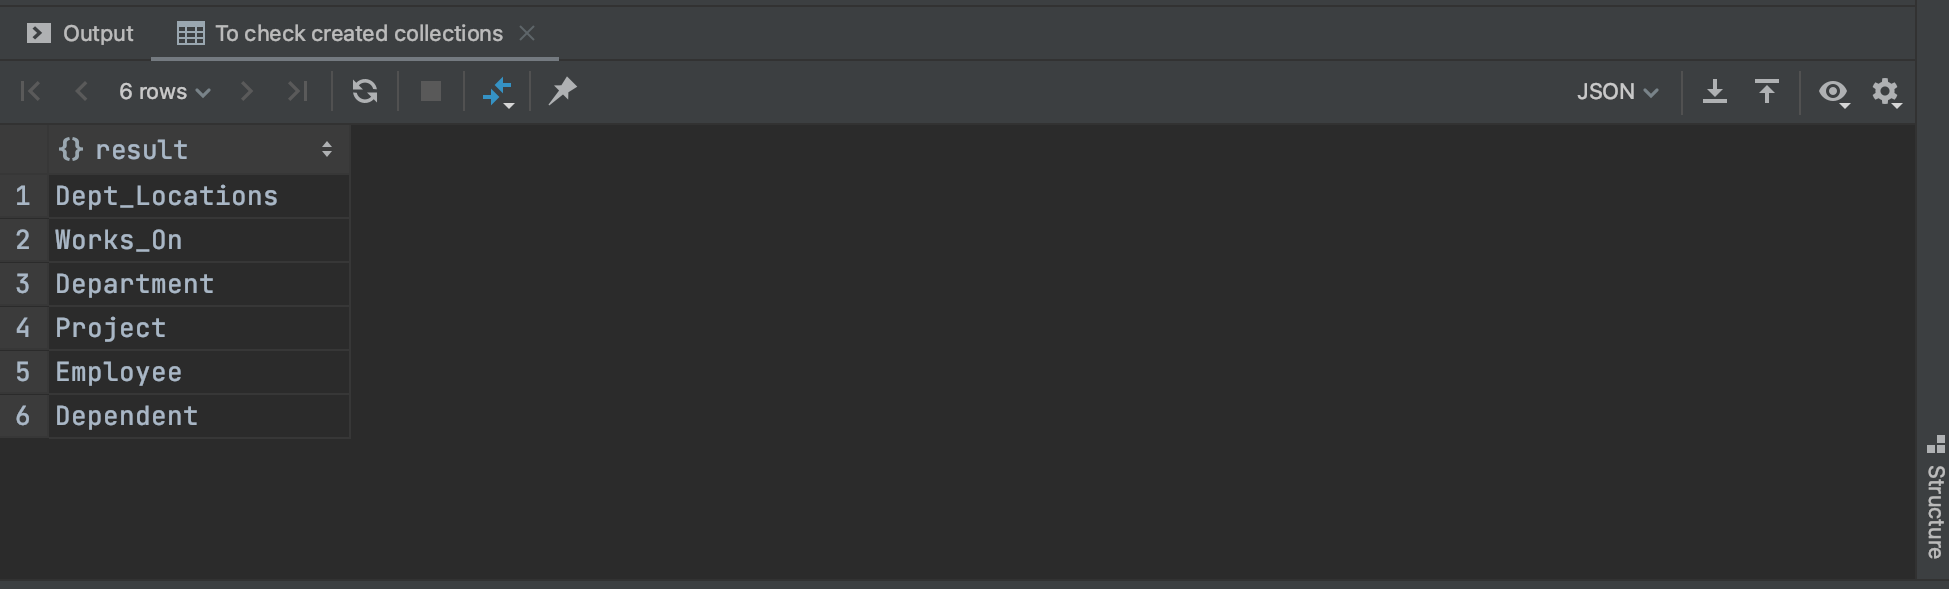 Output
To check created collections
6 rows
JSON
{} result
1 Dept_Locations
2 Works_On
3 Department
4 Project
5 Employee
6 Dependent
Structure